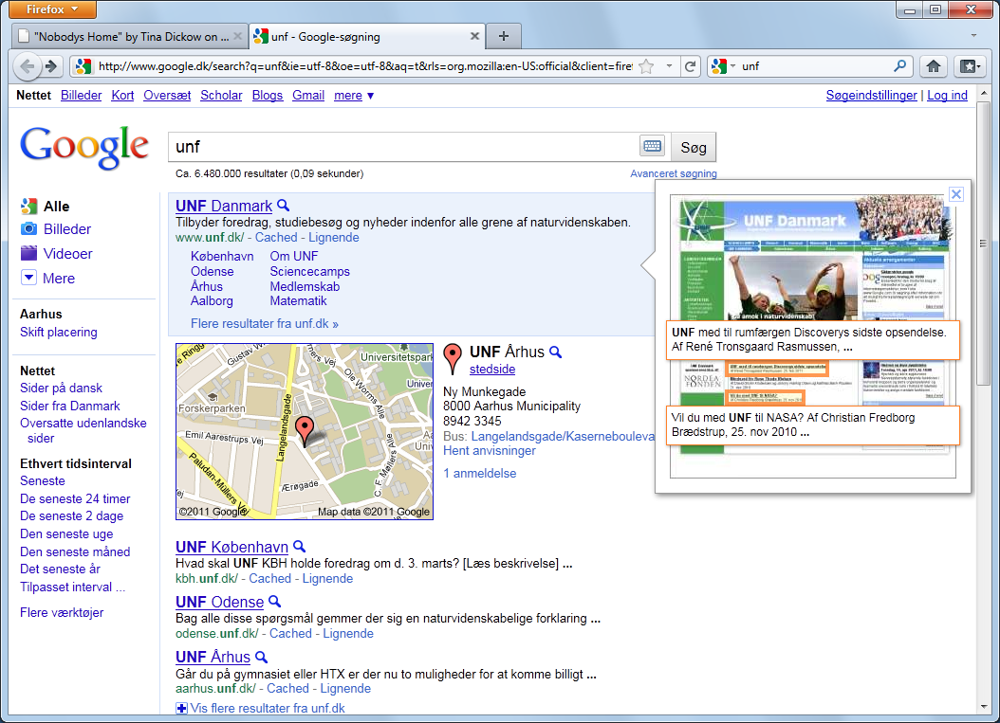 Firefox
"Nobodys Home" by Tina Dickow on ...
unf - Google-søgning
http://www.google.dk/search?q=unf&ie=utf-8&oe=utf-8&aq=t&rls=org.mozilla:en-US:official&client=firef
unf
Nettet Billeder Kort Oversæt Scholar Blogs Gmail mere ▼
Søgeindstillinger | Log ind
Google
unf
Søg
Ca. 6.480.000 resultater (0,09 sekunder)
Avanceret søgning
Alle
Billeder
Videoer
Mere
Aarhus
Skift placering
Nettet
Sider på dansk
Sider fra Danmark
Oversatte udenlandske
sider
Ethvert tidsinterval
Seneste
De seneste 24 timer
De seneste 2 dage
Den seneste uge
Den seneste måned
Det seneste år
Tilpasset interval ...
Flere værktøjer
UNF Danmark
Tilbyder foredrag, studiebesøg og nyheder indenfor alle grene af naturvidenskaben.
www.unf.dk/ - Cached - Lignende
København Om UNF
Odense Sciencecamps
Århus Medlemskab
Aalborg Matematik
Flere resultater fra unf.dk »
Vej
Universitetspark
Ole Worms Alle
Univer
Forskerparken
Langelandsgade
Emil Aarestrups Vej
Paludan-Müllers Vej
Ærøgade
C. F. Møllers Alle
©2011 Google
Map data ©2011 Google
UNF Århus
stedside
Ny Munkegade
8000 Aarhus Municipality
8942 3345
Bus: Langelandsgade/Kaserneboulevа
Hent anvisninger
1 anmeldelse
UNF København
Hvad skal UNF KBH holde foredrag om d. 3. marts? [Læs beskrivelse] ...
kbh.unf.dk/ - Cached - Lignende
UNF Odense
Bag alle disse spørgsmål gemmer der sig en naturvidenskabelige forklaring ...
odense.unf.dk/ - Cached - Lignende
UNF Århus
Går du på gymnasiet eller HTX er der nu to muligheder for at komme billigt ...
aarhus.unf.dk/ - Cached - Lignende
Vis flere resultater fra unf.dk
UNF Danmark
UNF med til rumfærgen Discoverys sidste opsendelse.
Af René Tronsgaard Rasmussen, ...
NORDEA
FONDEN
Vil du med UNF til NASA? Af Christian Fredborg
Brædstrup, 25. nov 2010 ...